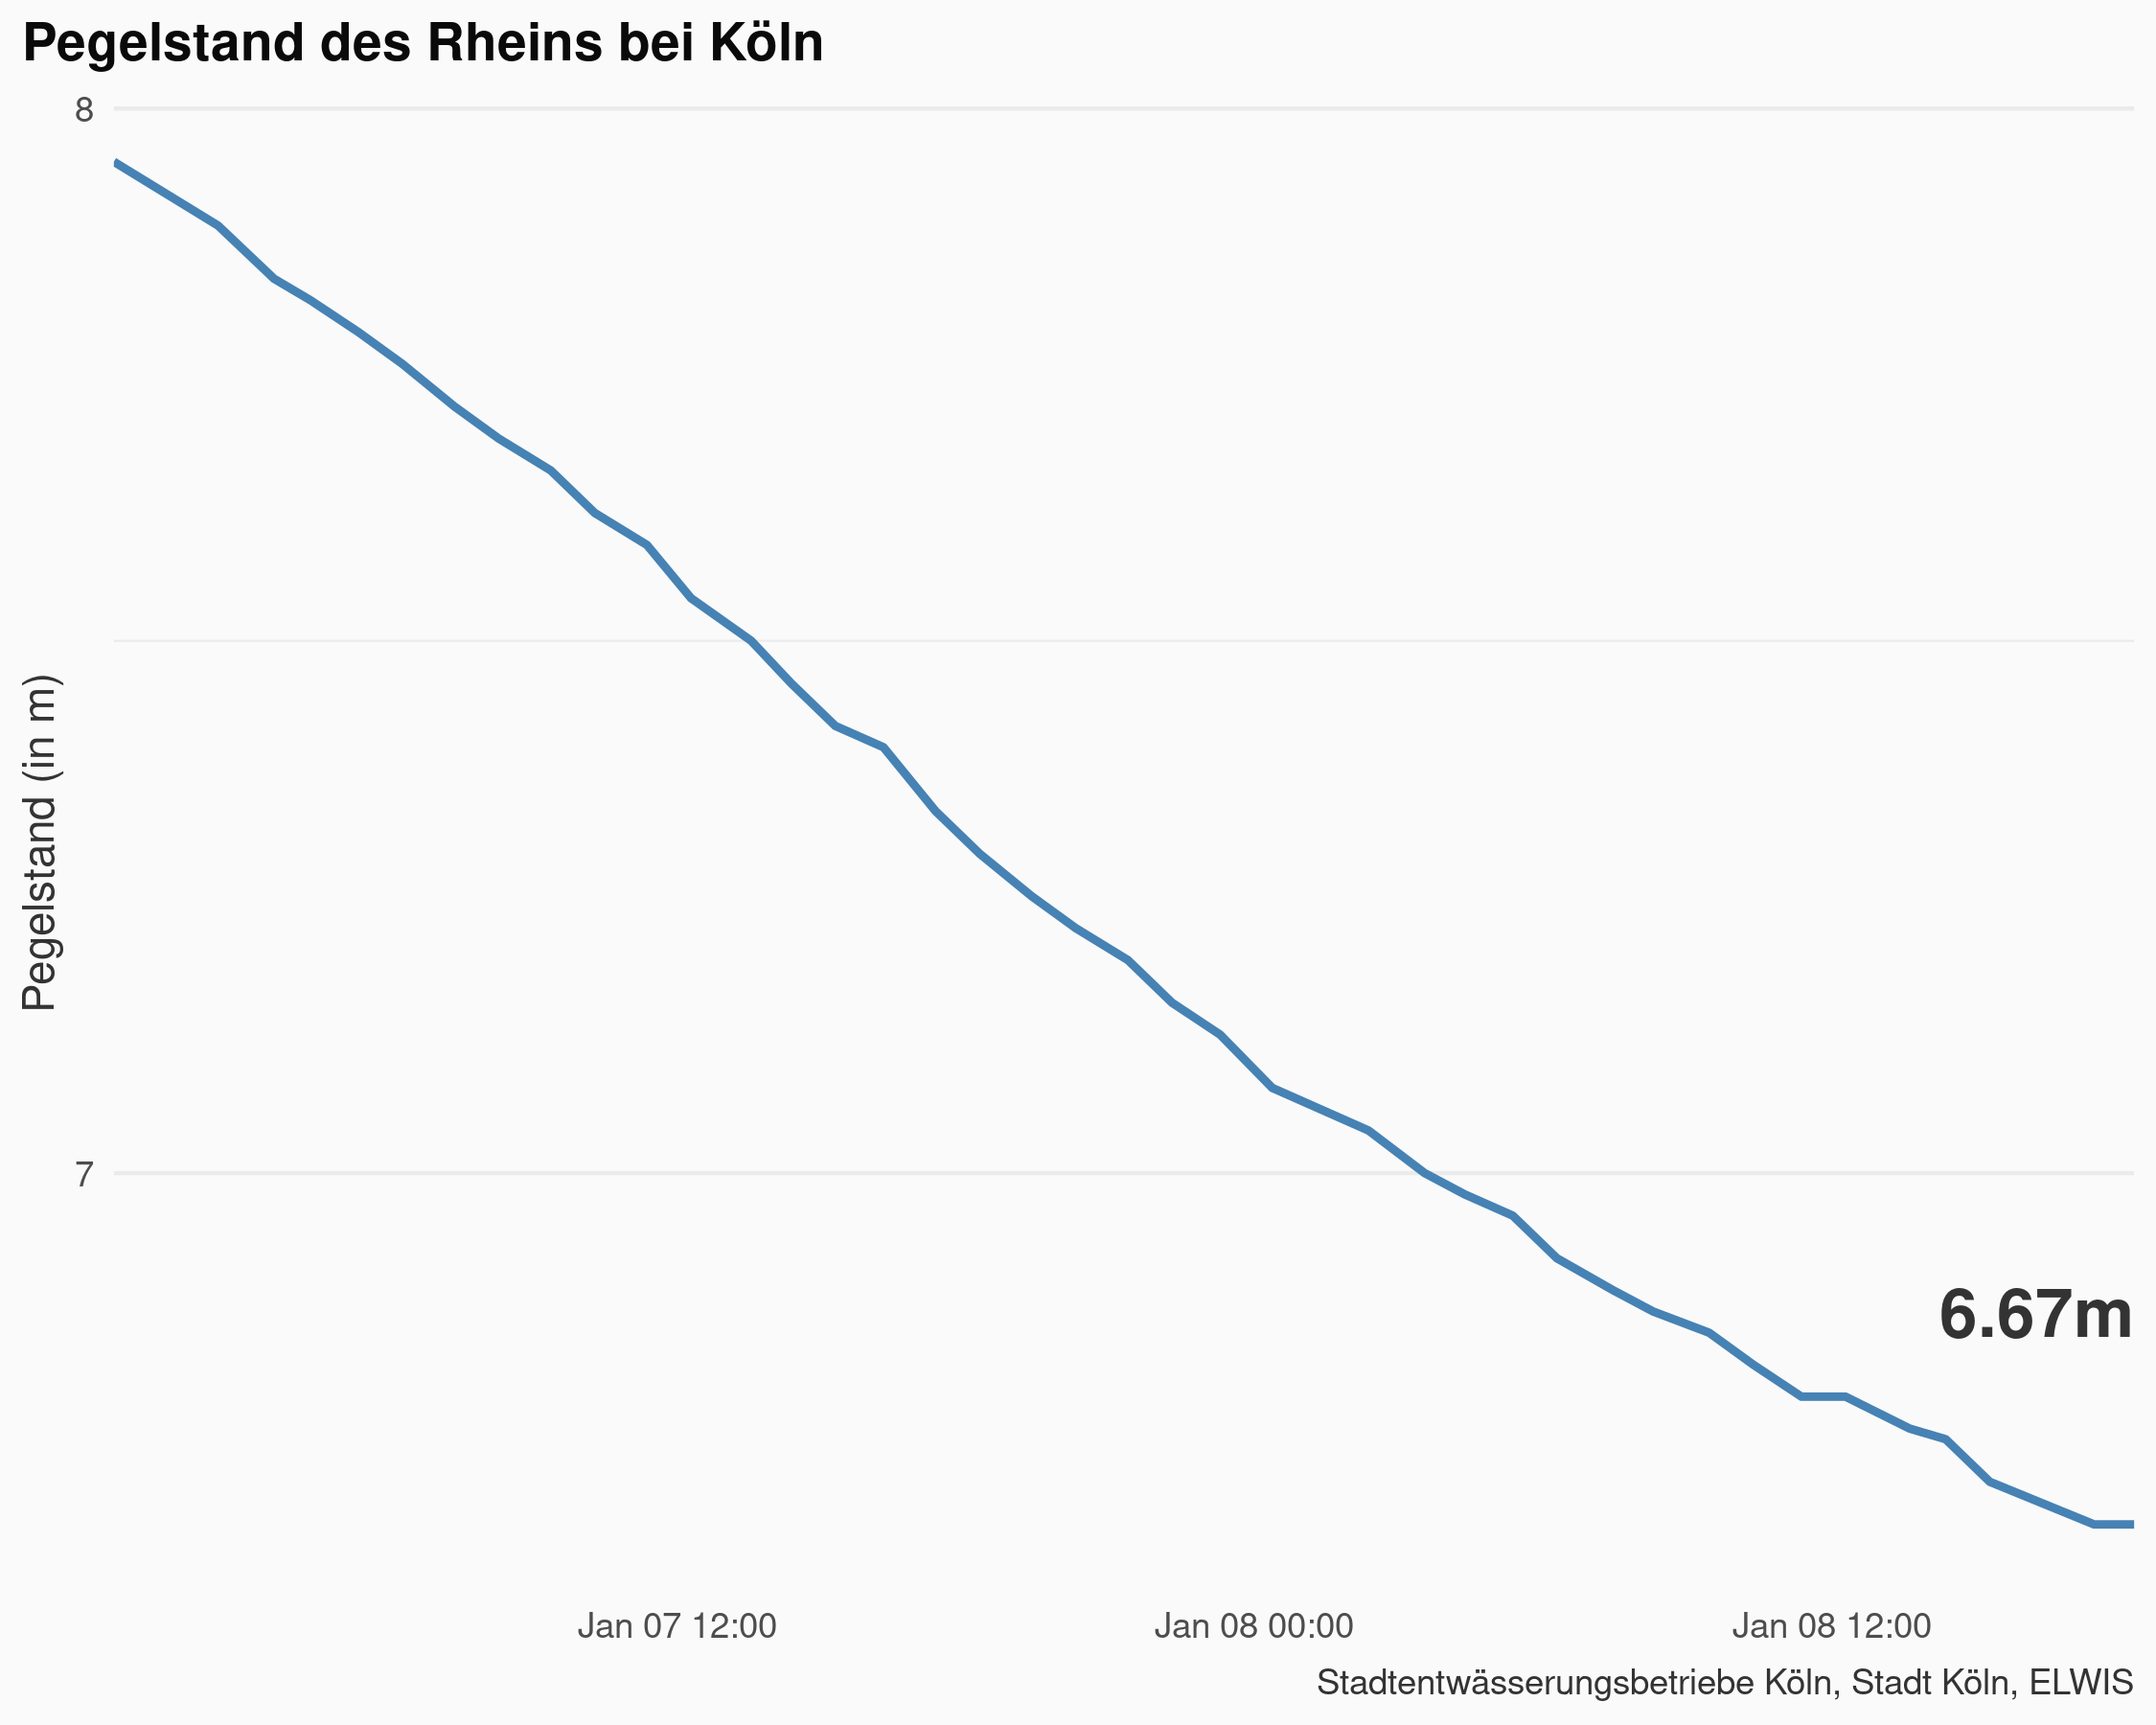 Pegelstand des Rheins bei Köln
8
7
Pegelstand (in m)
6.67m
Jan 07 12:00
Jan 08 00:00
Jan 08 12:00
Stadtentwässerungsbetriebe Köln, Stadt Köln, ELWIS